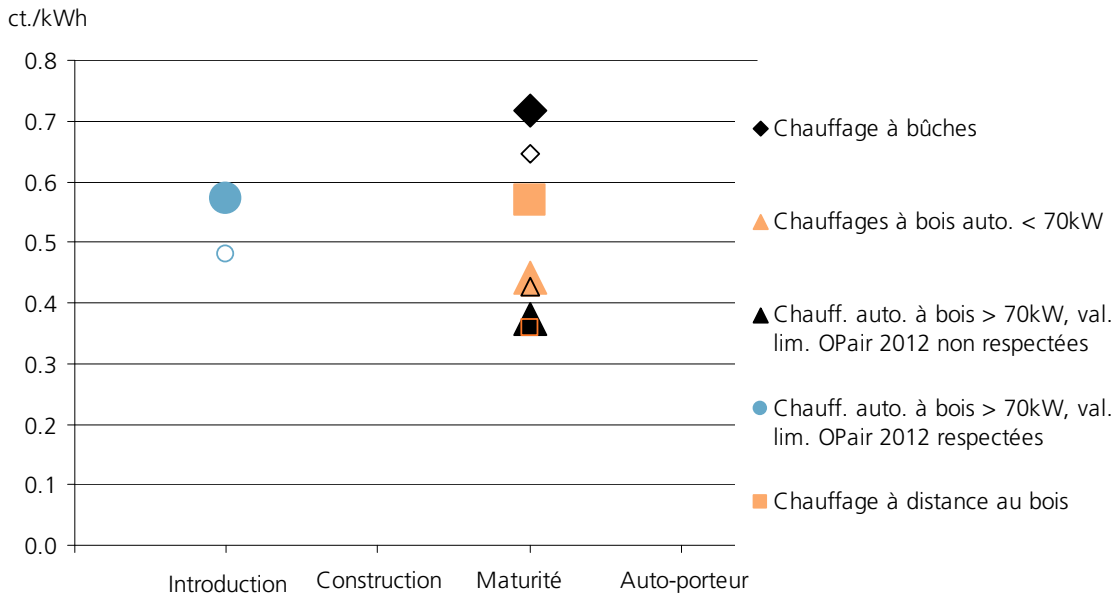 ct./kWh
0.8
0.7
0.6
0.5
0.4
0.3
0.2
0.1
0.0
Introduction
Construction
Maturité
Auto-porteur
Chauffage à bûches
Chauffages à bois auto. < 70kW
Chauff. auto. à bois > 70kW, val.
lim. OPair 2012 non respectées
Chauff. auto. à bois > 70kW, val.
lim. OPair 2012 respectées
Chauffage à distance au bois